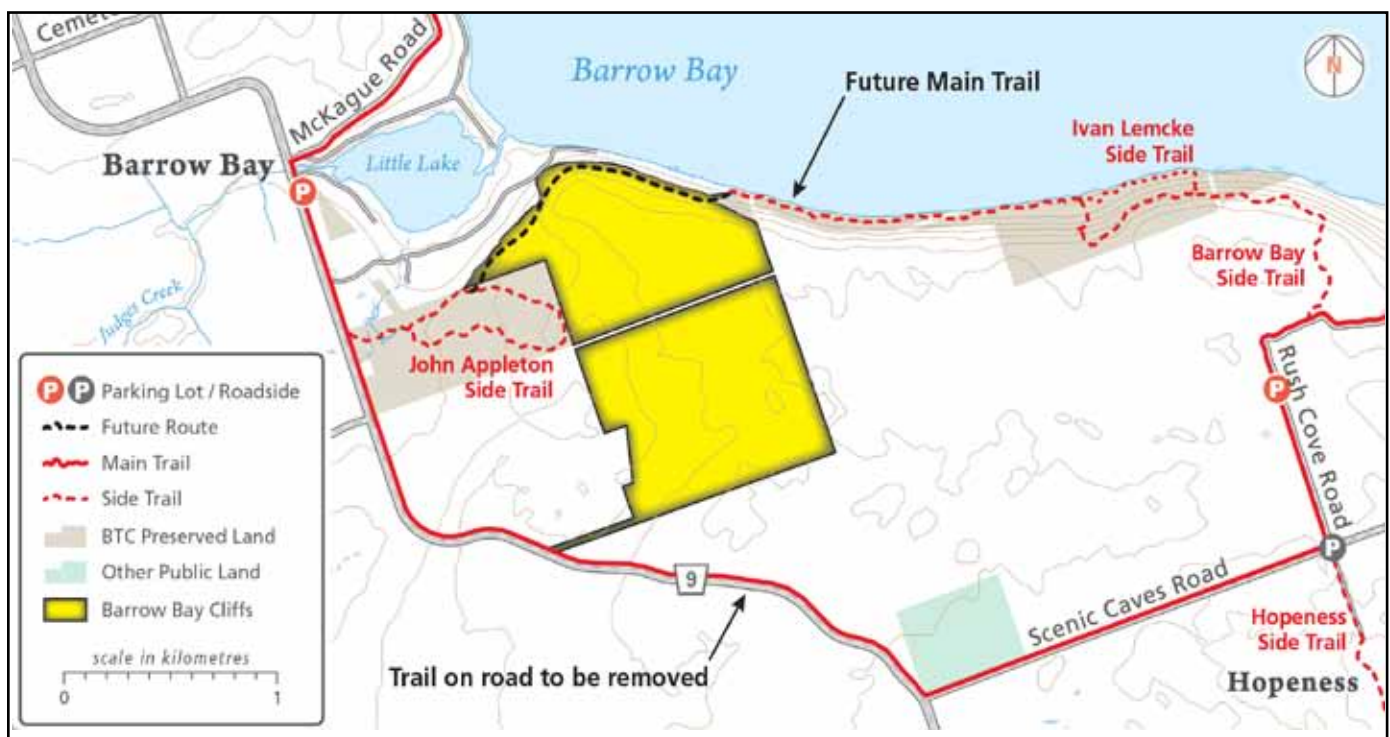 Cemet
McKague Road
Barrow Bay
N
Future Main Trail
Ivan Lemcke
Side Trail
Barrow Bay
P
Little Lake
Barrow Bay
Side Trail
Judges Creek
John Appleton
Side Trail
P
Rush Cove Road
P P Parking Lot / Roadside
Future Route
Main Trail
Side Trail
BTC Preserved Land
Other Public Land
Barrow Bay Cliffs
scale in kilometres
0 1
9
P
Scenic Caves Road
Hopeness
Side Trail
Trail on road to be removed
Hopeness